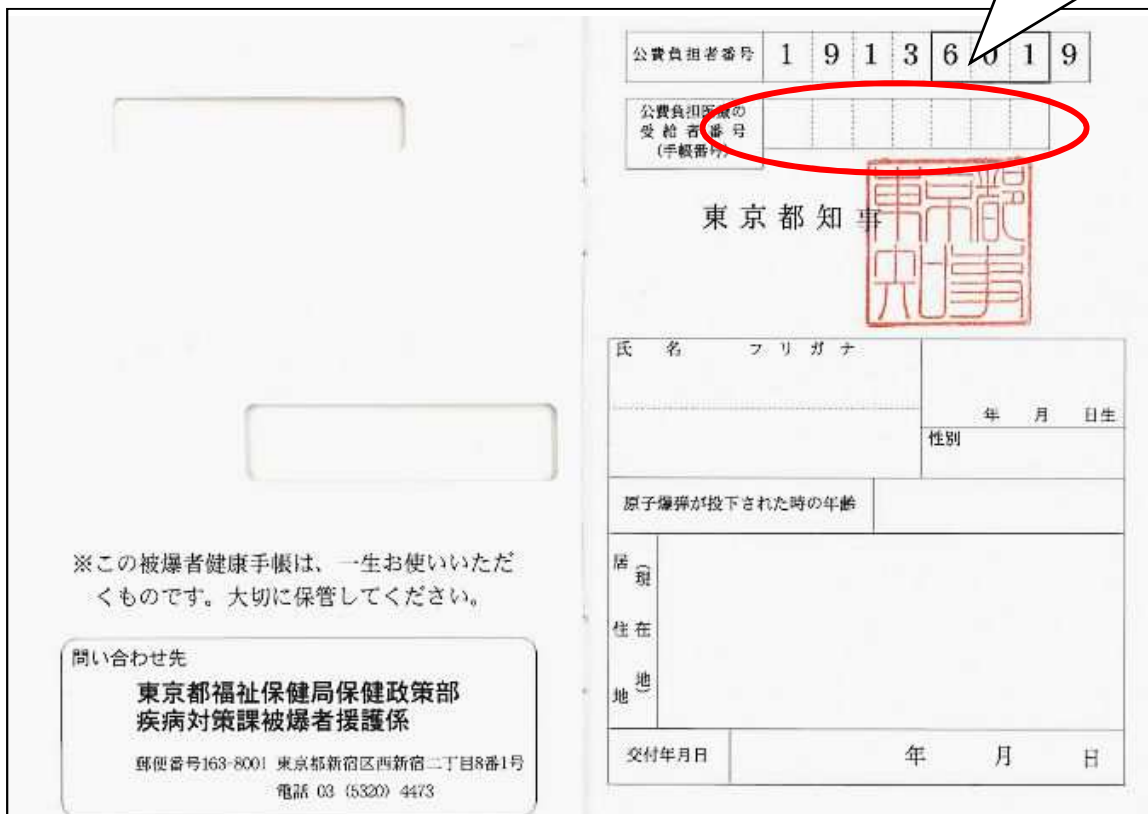 ※この被爆者健康手帳は、一生お使いいただ
くものです。大切に保管してください。
問い合わせ先
東京都福祉保健局保健政策部
疾病対策課被爆者援護係
郵便番号163-8001 東京都新宿区西新宿二丁目8番1号
電話 03 (5320) 4473
公費負担者番号 1 9 1 3 6 0 1 9
公費負担医療の
受給者番号
(手帳番号)
東京都知事
東京都知事
氏 名 フリガナ
年 月 日生
性別
原子爆弾が投下された時の年齢
居住地(現在地)
交付年月日 年 月 日